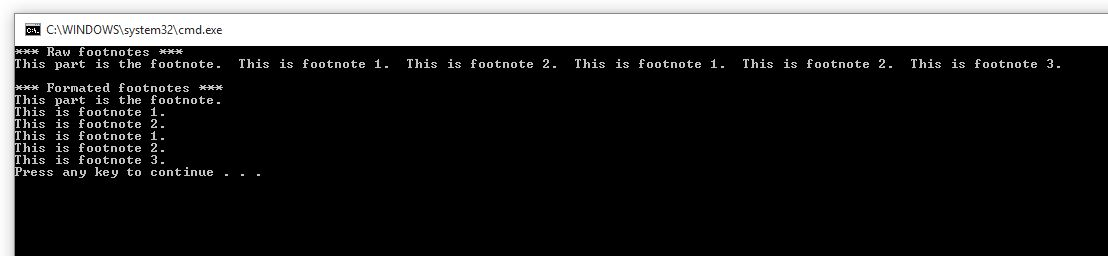 C:\WINDOWS\system32\cmd.exe
*** Raw footnotes ***
This part is the footnote.  This is footnote 1.  This is footnote 2.  This is footnote 1.  This is footnote 2.  This is footnote 3.
*** Formated footnotes ***
This part is the footnote.
This is footnote 1.
This is footnote 2.
This is footnote 1.
This is footnote 2.
This is footnote 3.
Press any key to continue . . .